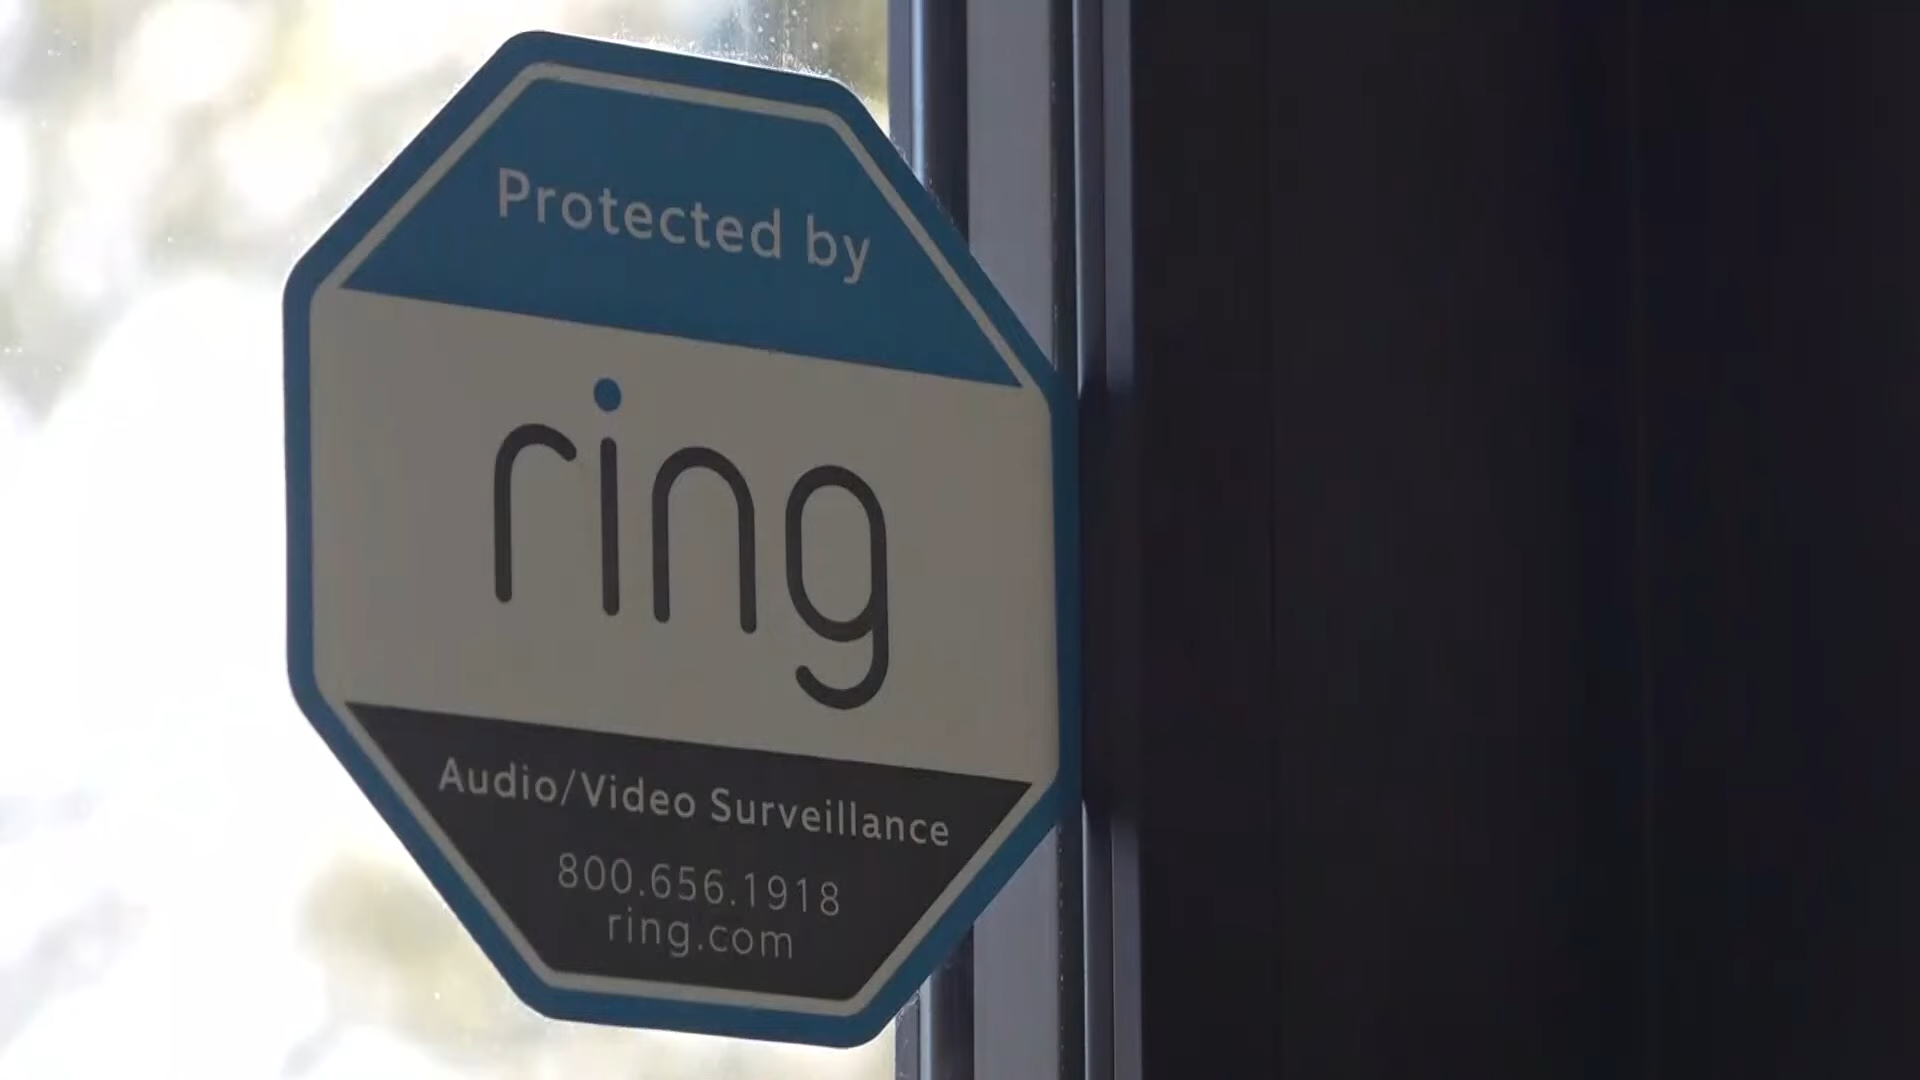 Protected by
ring
Audio/Video Surveillance
800.656.1918
ring.com